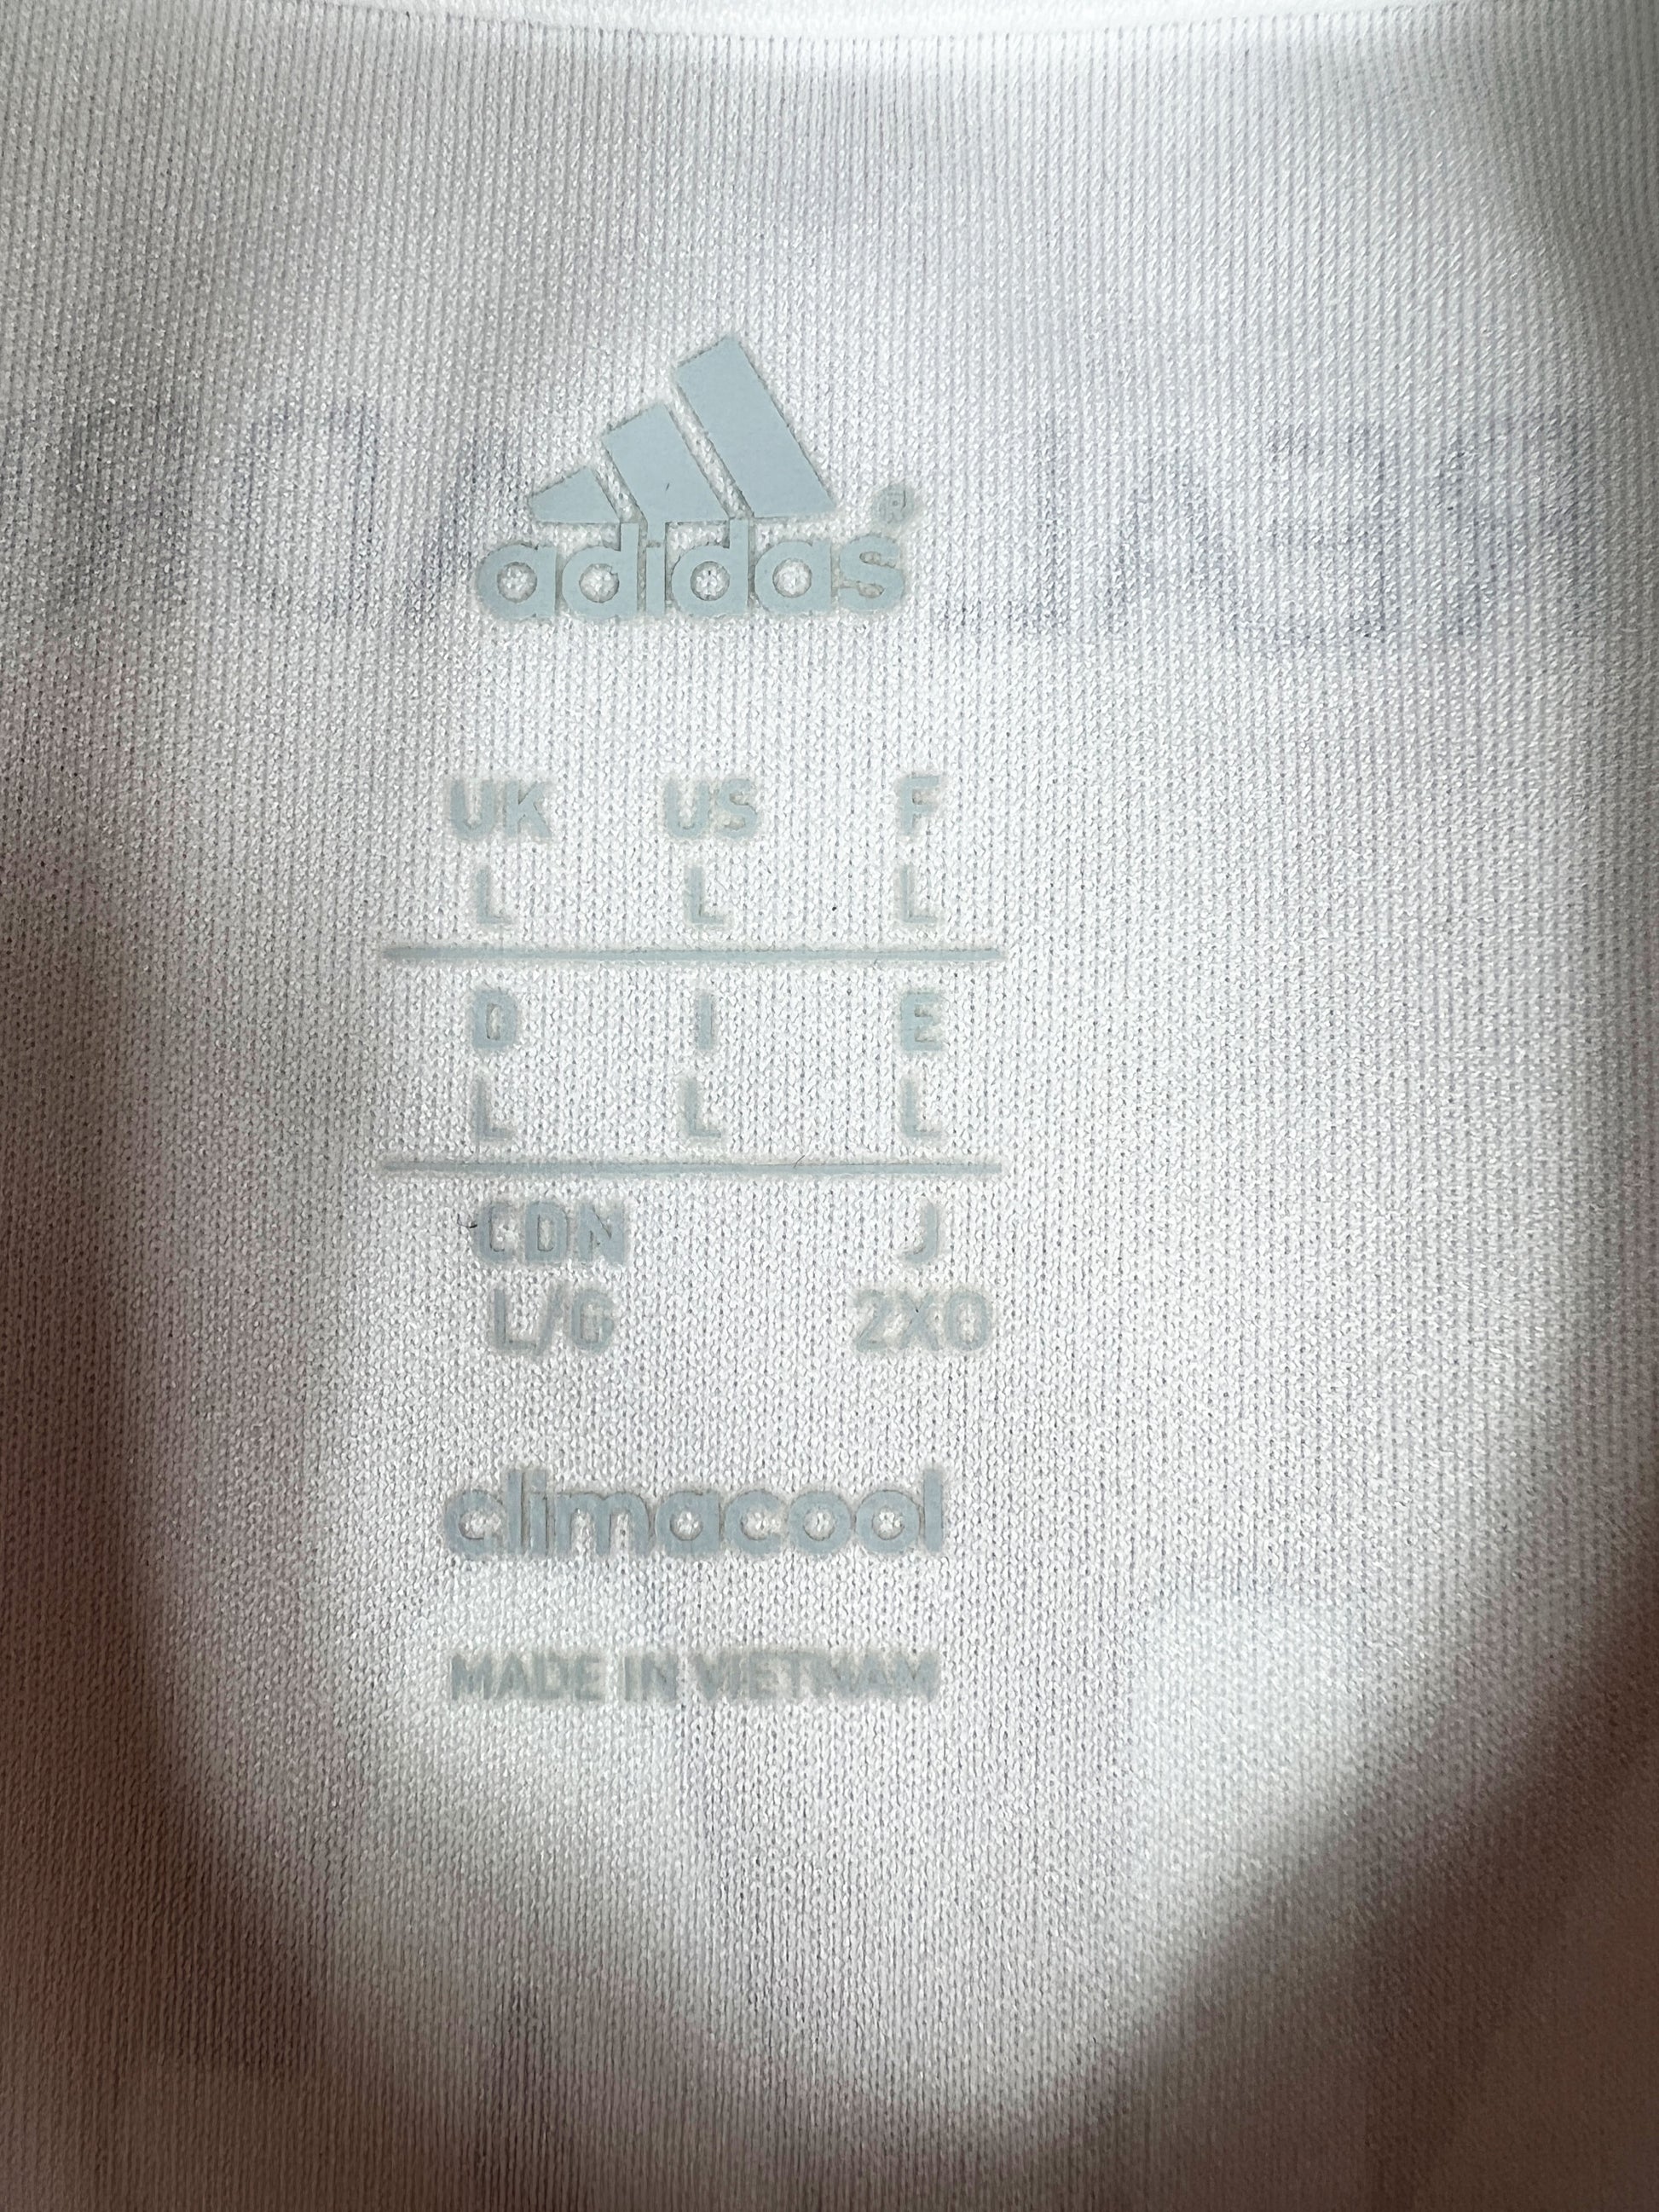 adidas®
UK US F
L L L
D I E
L L L
CDN J
L/G 2XO
climacool
MADE IN VIETNAM